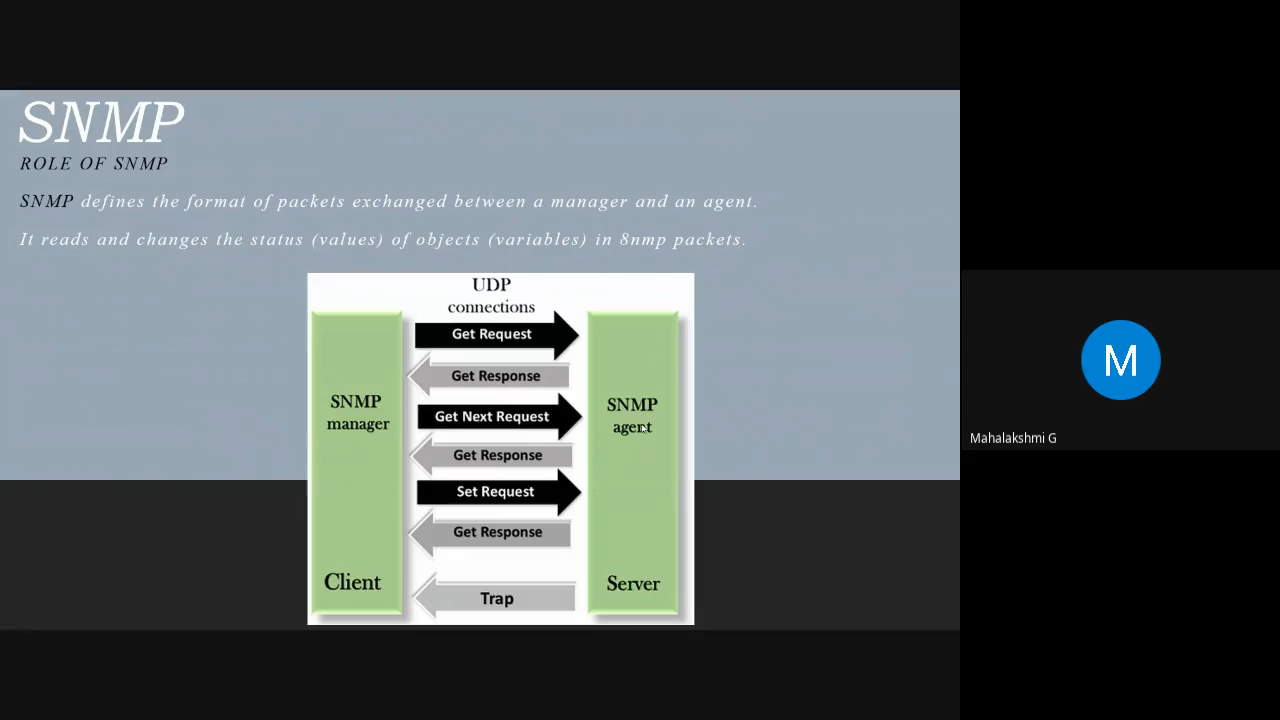 SNMP
ROLE OF SNMP
SNMP defines the format of packets exchanged between a manager and an agent.
It reads and changes the status (values) of objects (variables) in 8nmp packets.
UDP
connections
Get Request
Get Response
SNMP
manager
Get Next Request
SNMP
agent
Get Response
Set Request
Get Response
Client
Server
Trap
M
Mahalakshmi G